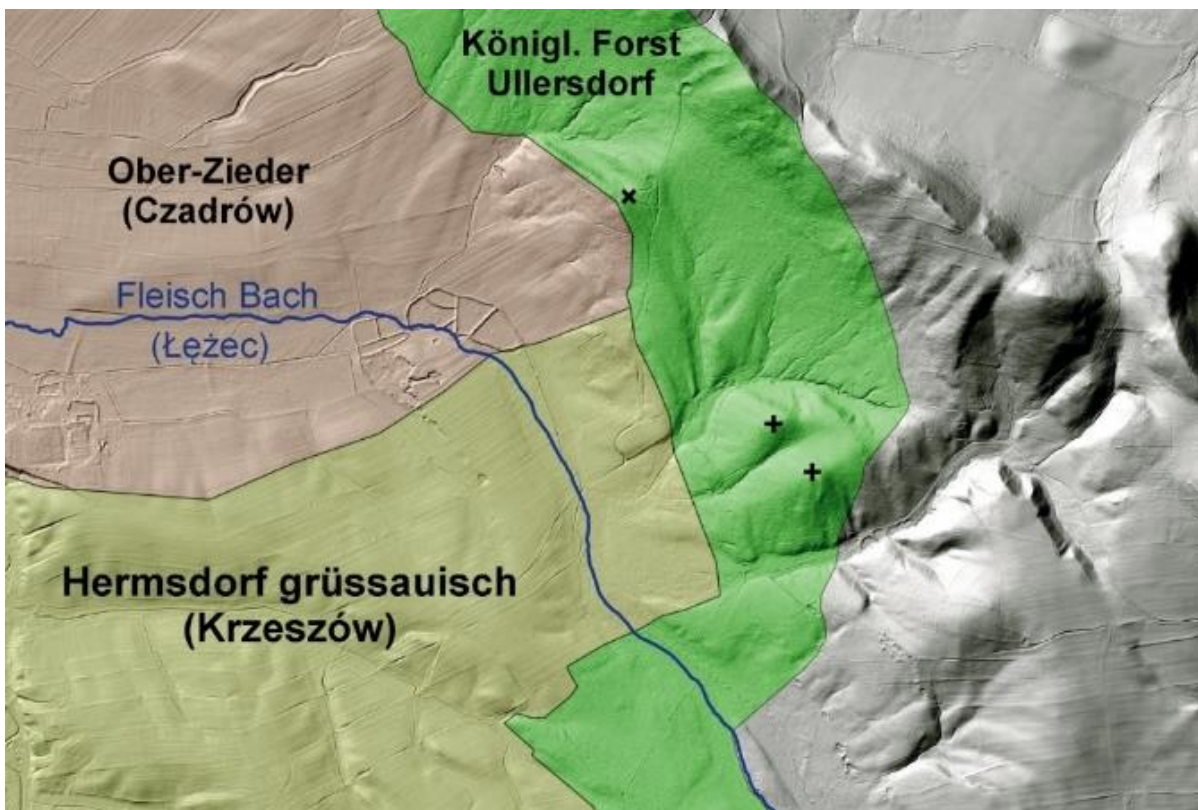 Königl. Forst
Ullersdorf
Ober-Zieder
(Czadrów)
Fleisch Bach
(Łężec)
Hermsdorf grüssauisch
(Krzeszów)